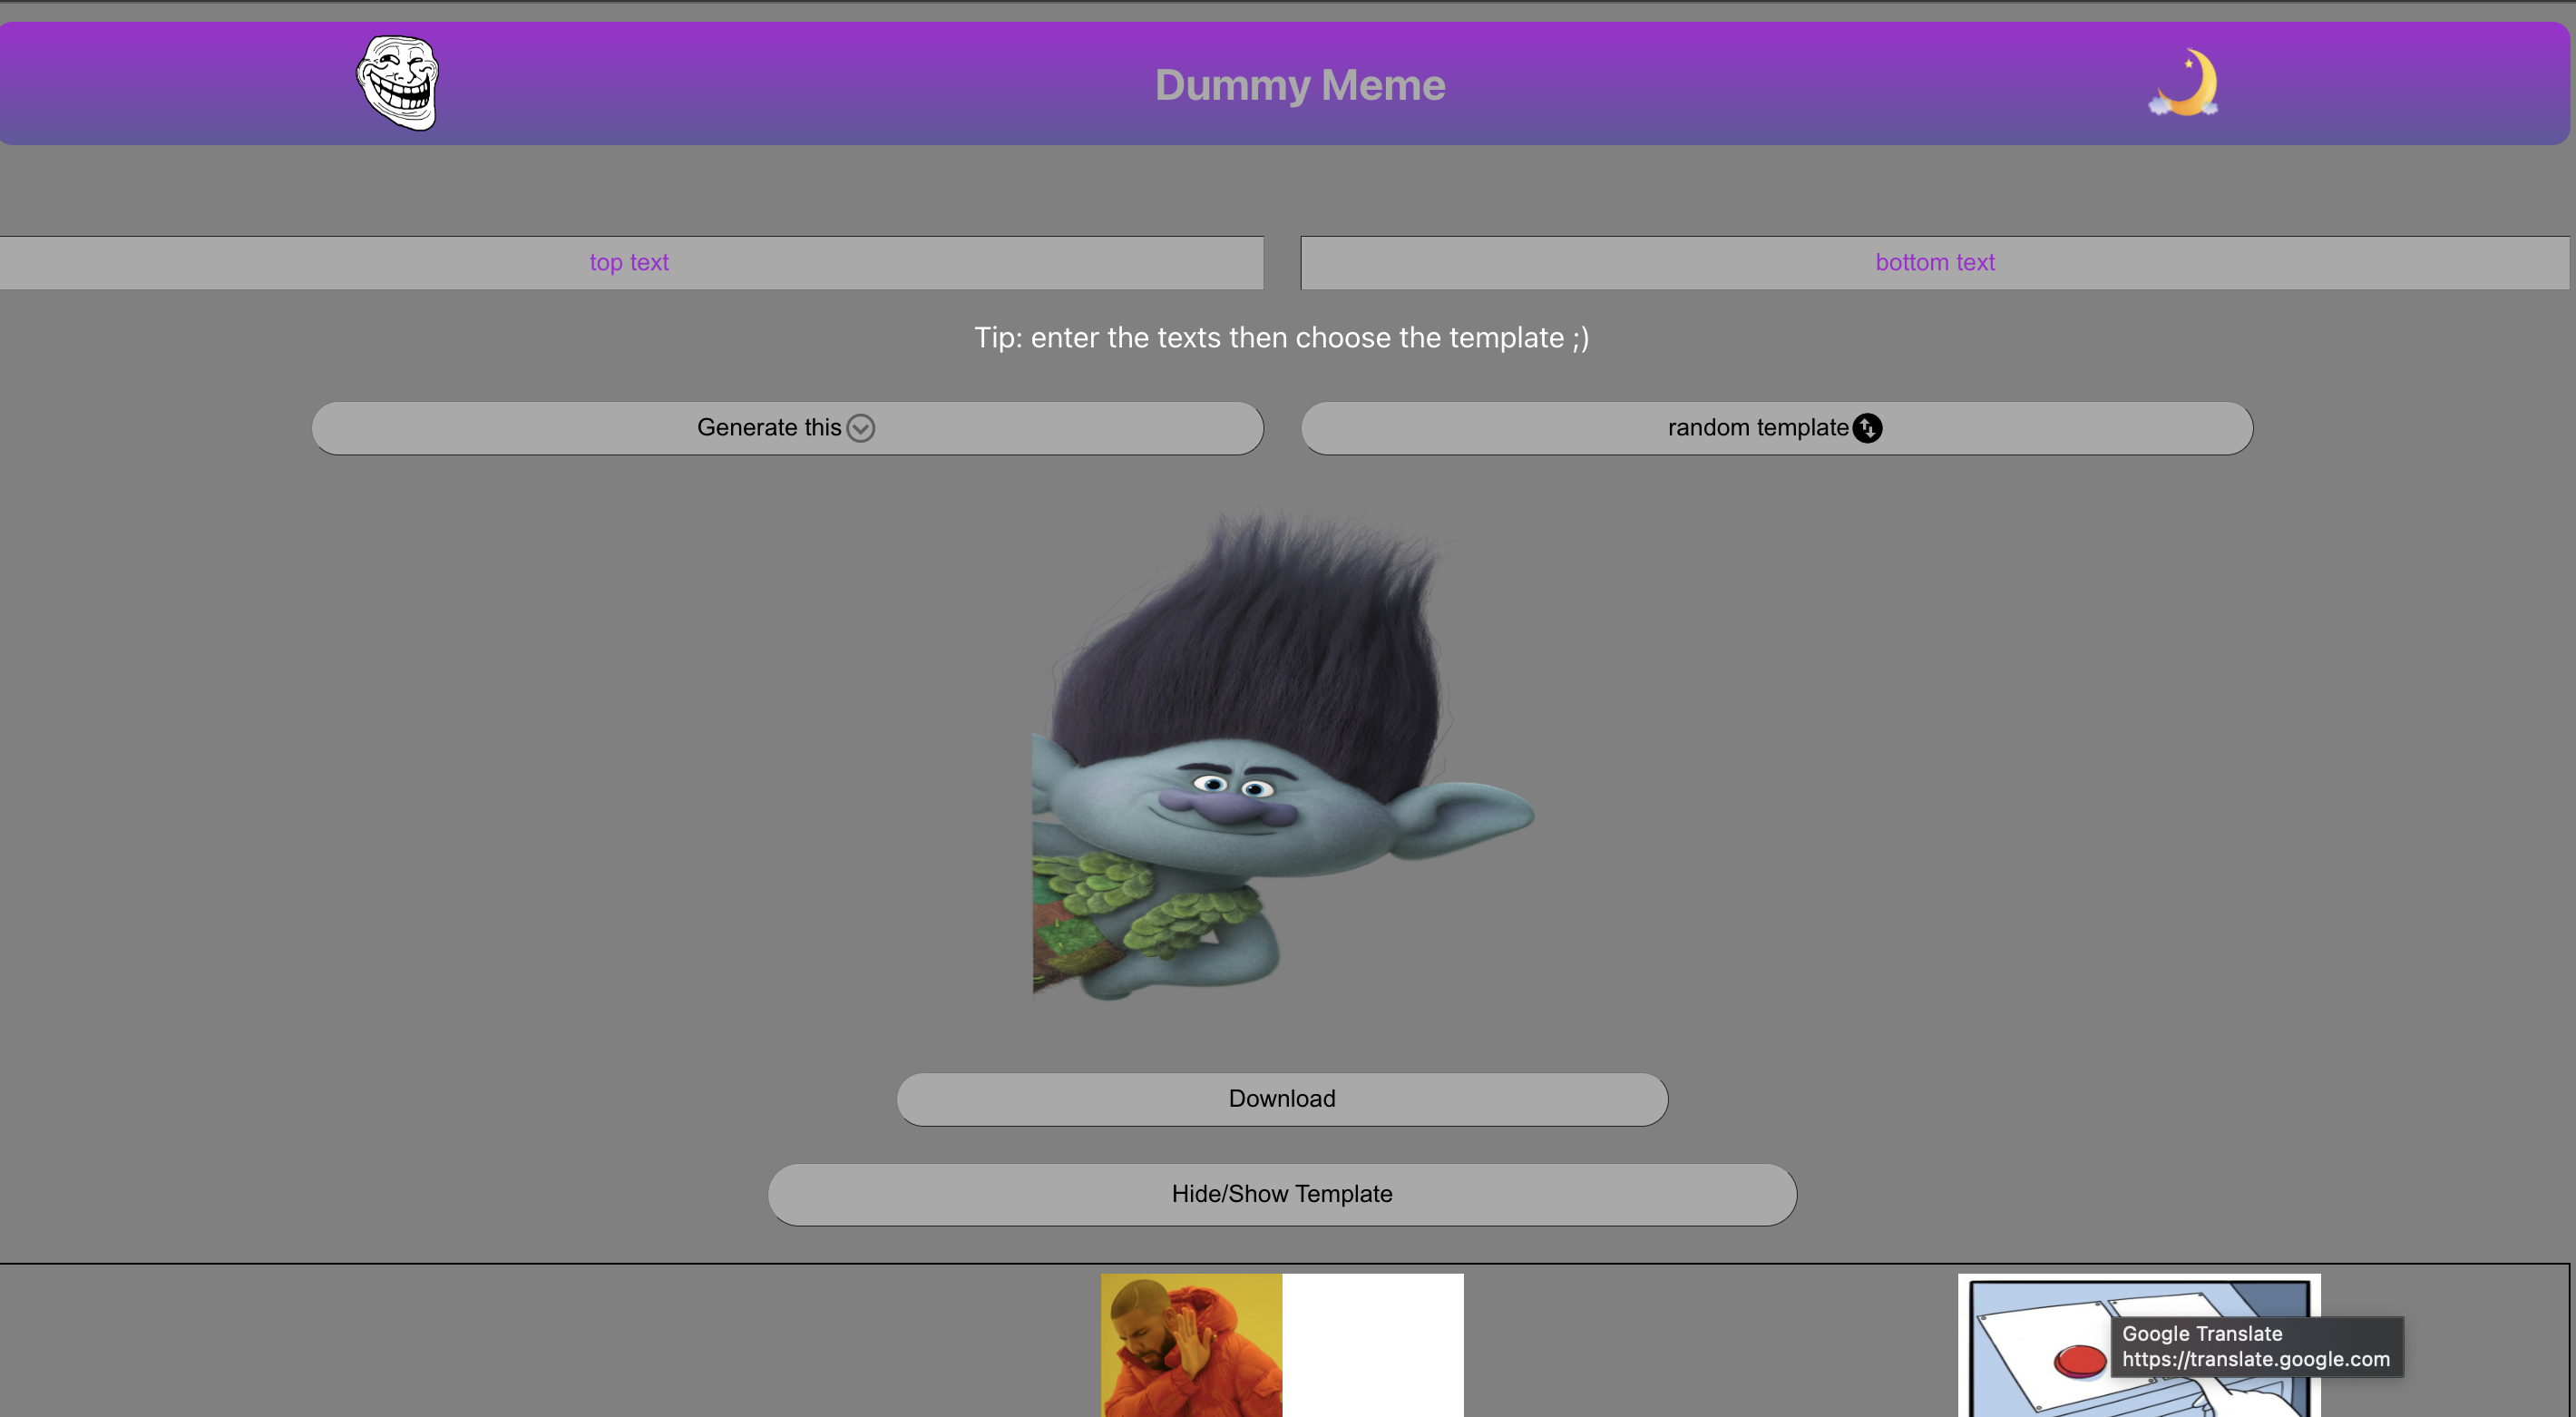 Dummy Meme
top text
bottom text
Tip: enter the texts then choose the template ;)
Generate this
random template
Download
Hide/Show Template
Google Translate
https://translate.google.com